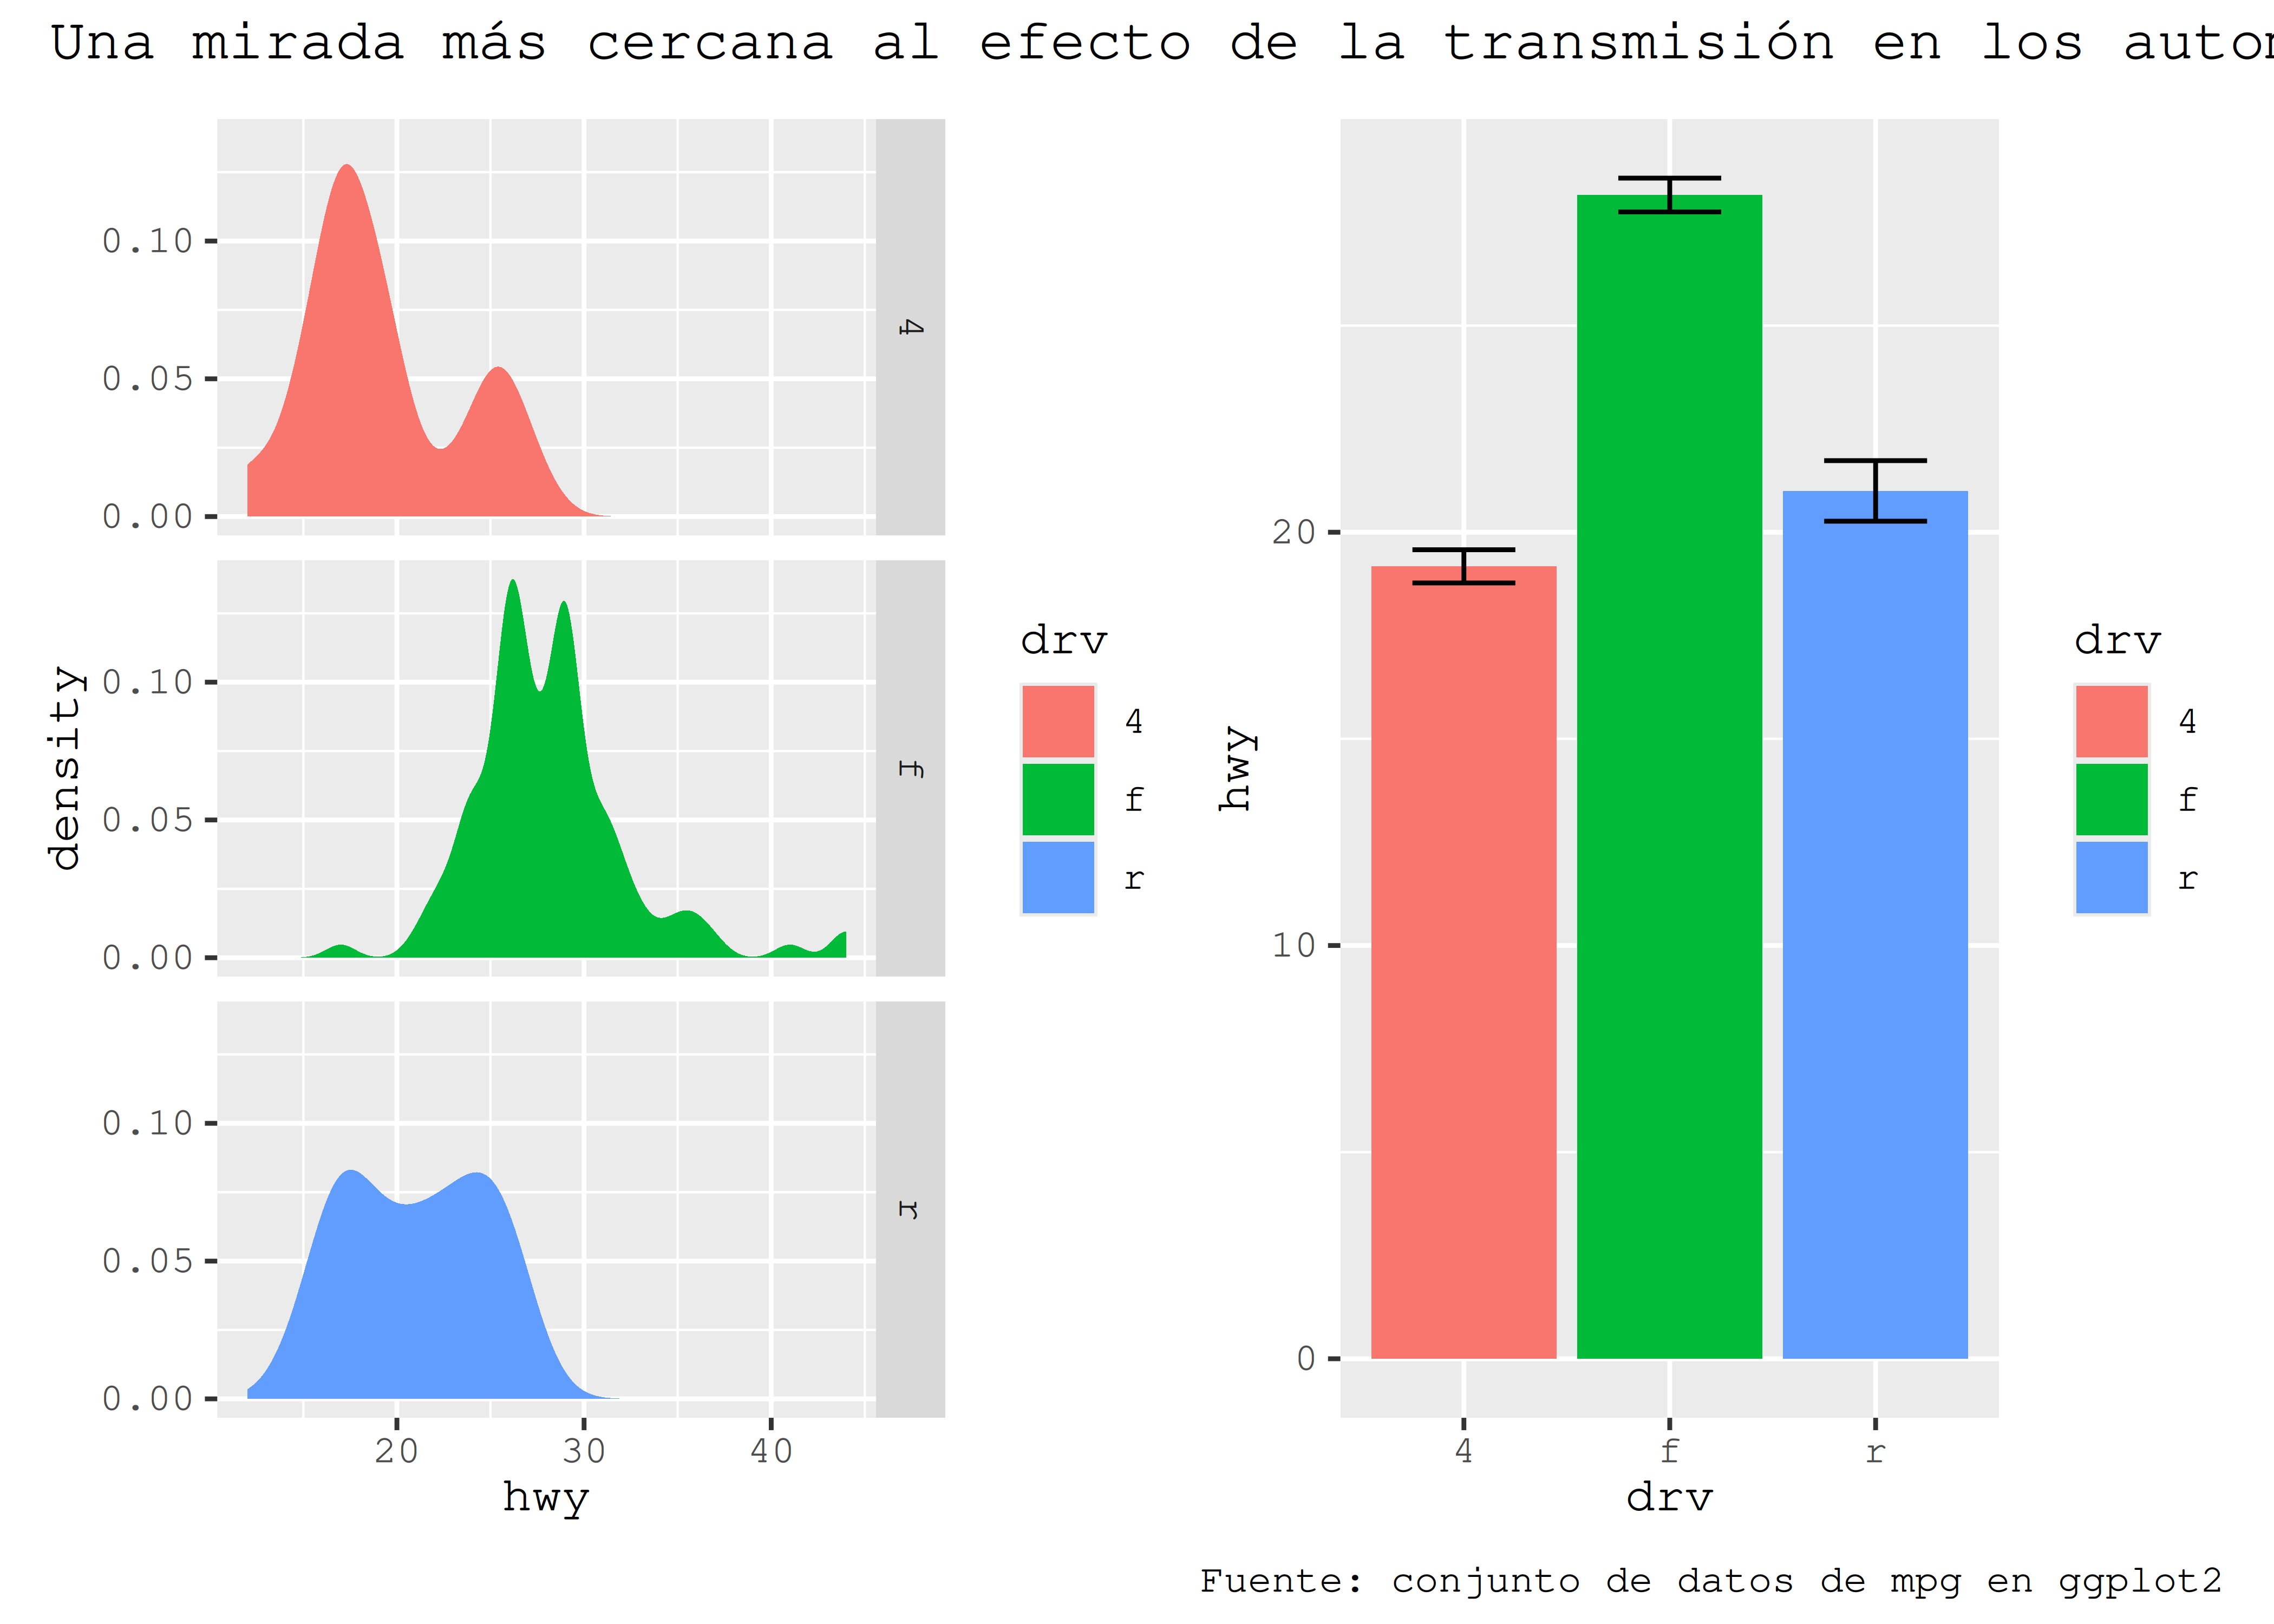 Una mirada más cercana al efecto de la transmisión en los
density
0.10
0.05
0.00
4
0.10
0.05
0.00
f
0.10
0.05
0.00
r
20 30 40
hwy
drv
4
f
r
hwy
20
10
0
4 f r
drv
drv
4
f
r
Fuente: conjunto de datos de mpg en ggplot2